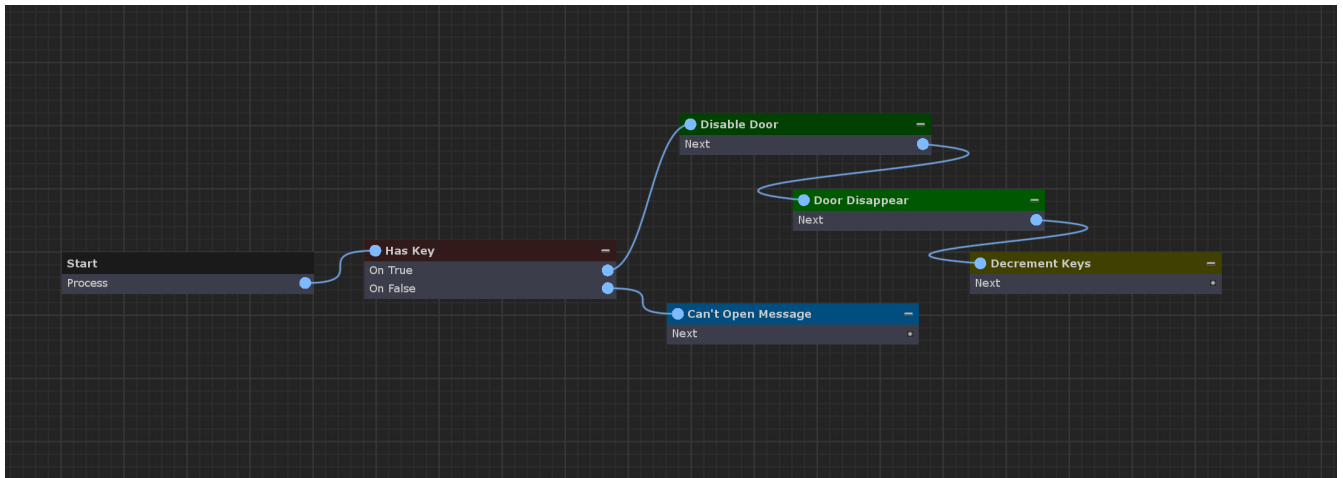 Start
Process
Has Key
On True
On False
Disable Door
Next
Door Disappear
Next
Decrement Keys
Next
Can't Open Message
Next